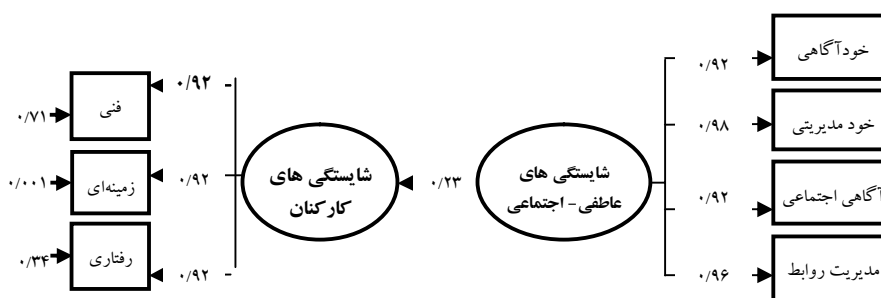 خودآگاهی
۰/۹۲
خود مدیریتی
۰/۹۸
آگاهی اجتماعی
۰/۹۲
مدیریت روابط
۰/۹۶
شایستگی های
عاطفی- اجتماعی
۰/۲۳
شایستگی های
کارکنان
۰/۹۲
فنی
۰/۷۱
۰/۹۲
زمینه‌ای
۰/۰۰۱
۰/۹۲
رفتاری
۰/۳۴